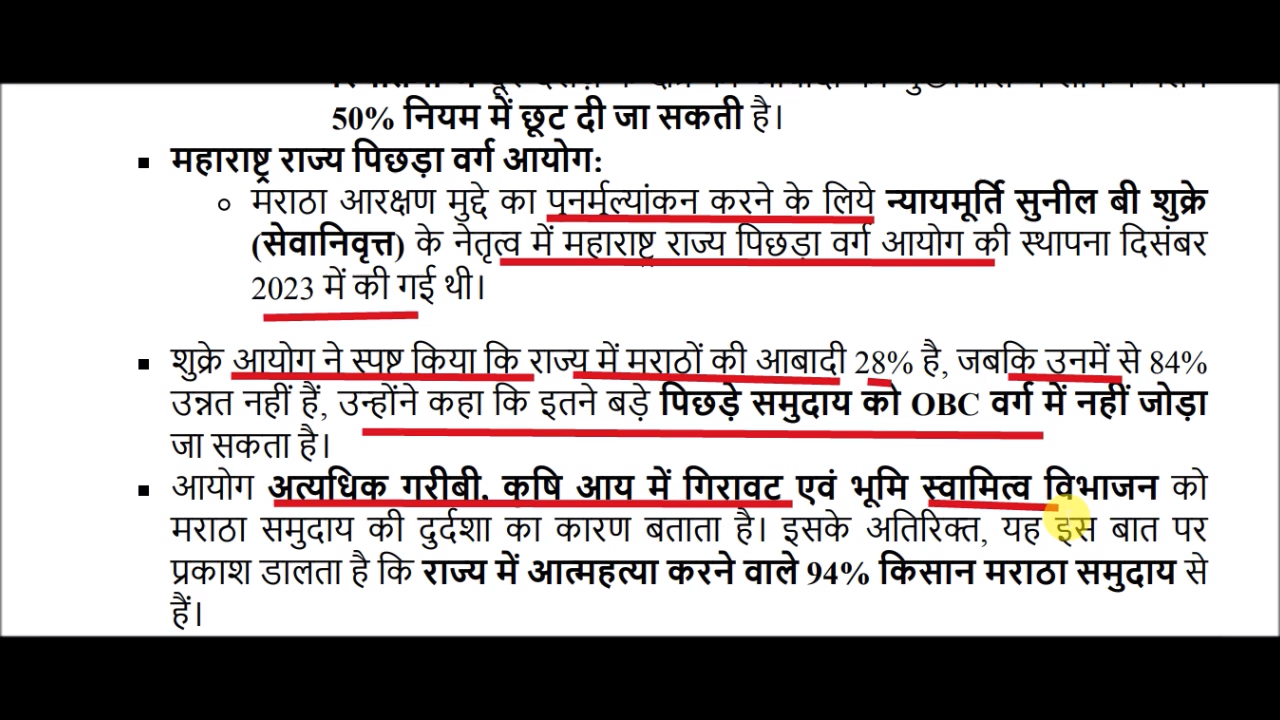 50% नियम में छूट दी जा सकती है।
▪ महाराष्ट्र राज्य पिछड़ा वर्ग आयोग:
○ मराठा आरक्षण मुद्दे का पुनर्मूल्यांकन करने के लिये न्यायमूर्ति सुनील बी शुक्रे
(सेवानिवृत्त) के नेतृत्व में महाराष्ट्र राज्य पिछड़ा वर्ग आयोग की स्थापना दिसंबर
2023 में की गई थी।
▪ शुक्रे आयोग ने स्पष्ट किया कि राज्य में मराठों की आबादी 28% है, जबकि उनमें से 84%
उन्नत नहीं हैं, उन्होंने कहा कि इतने बड़े पिछड़े समुदाय को OBC वर्ग में नहीं जोड़ा
जा सकता है।
▪ आयोग अत्यधिक गरीबी, कृषि आय में गिरावट एवं भूमि स्वामित्व विभाजन को
मराठा समुदाय की दुर्दशा का कारण बताता है। इसके अतिरिक्त, यह इस बात पर
प्रकाश डालता है कि राज्य में आत्महत्या करने वाले 94% किसान मराठा समुदाय से
हैं।